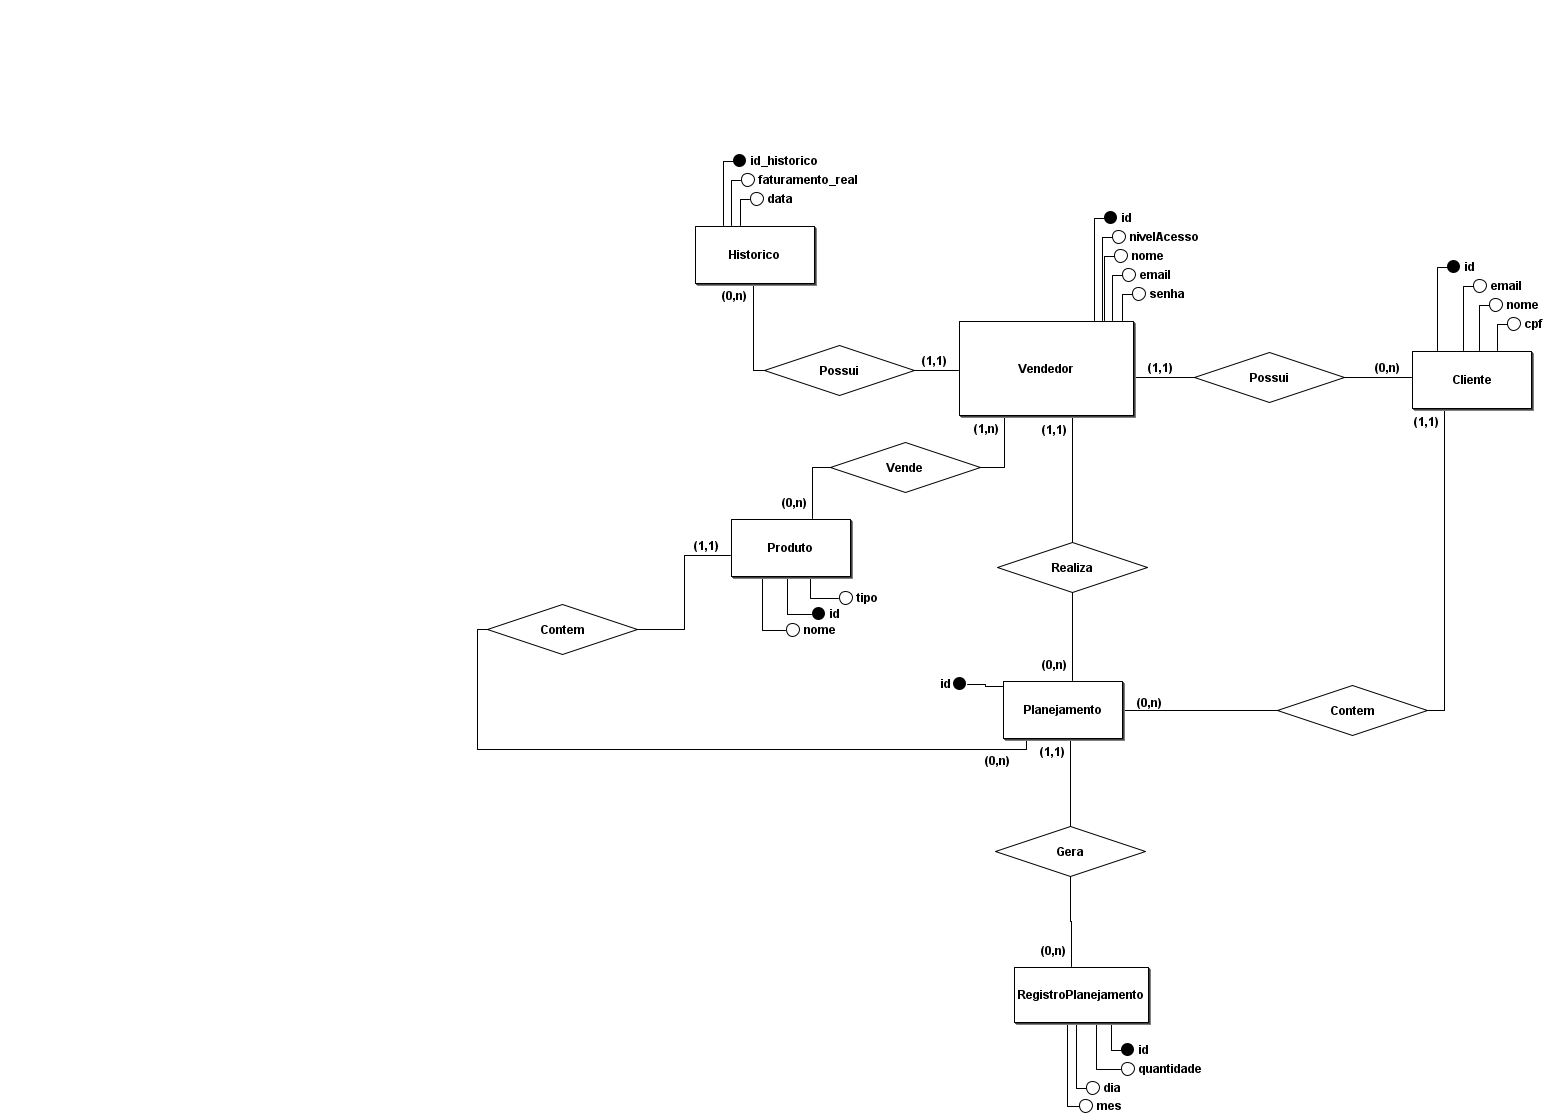 id_historico
faturamento_real
data
Historico
(0,n)
Possui
(1,1)
id
nivelAcesso
nome
email
senha
Vendedor
(1,1)
Possui
(0,n)
id
email
nome
cpf
Cliente
(1,1)
(1,n)
(1,1)
Vende
(0,n)
Produto
(1,1)
tipo
id
nome
Contem
Realiza
(0,n)
id
Planejamento
(0,n)
Contem
(0,n)
(1,1)
Gera
(0,n)
RegistroPlanejamento
id
quantidade
dia
mes